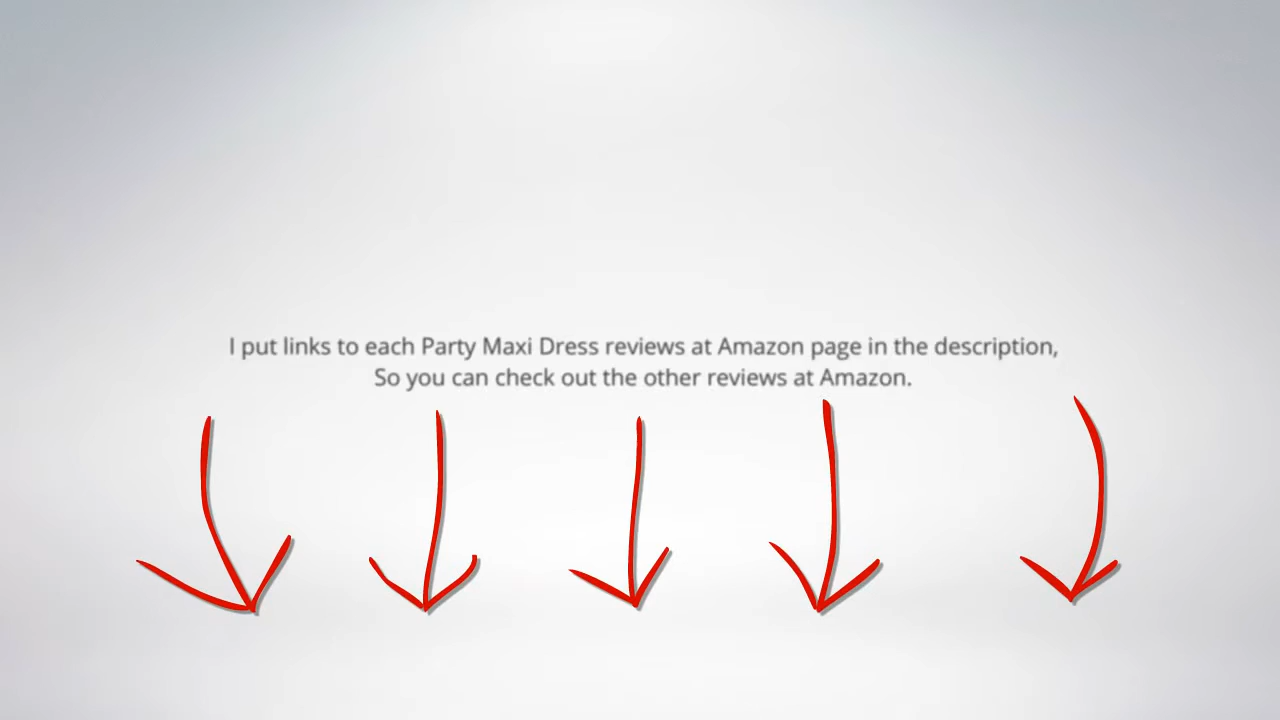 I put links to each Party Maxi Dress reviews at Amazon page in the description,
So you can check out the other reviews at Amazon.